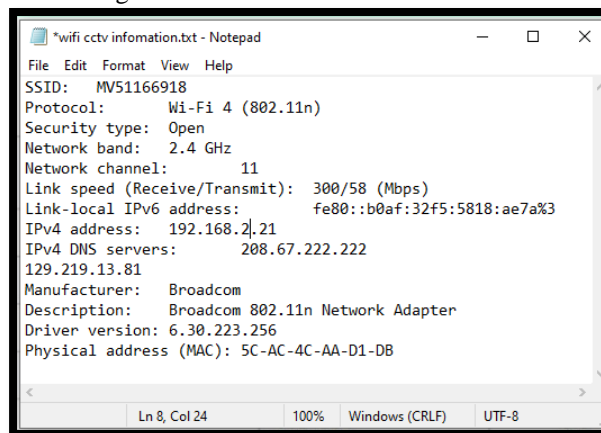 *wifi cctv infomation.txt - Notepad
File Edit Format View Help
SSID: MV51166918
Protocol: Wi-Fi 4 (802.11n)
Security type: Open
Network band: 2.4 GHz
Network channel: 11
Link speed (Receive/Transmit): 300/58 (Mbps)
Link-local IPv6 address: fe80::b0af:32f5:5818:ae7a%3
IPv4 address: 192.168.2.21
IPv4 DNS servers: 208.67.222.222
129.219.13.81
Manufacturer: Broadcom
Description: Broadcom 802.11n Network Adapter
Driver version: 6.30.223.256
Physical address (MAC): 5C-AC-4C-AA-D1-DB
Ln 8, Col 24 100% Windows (CRLF) UTF-8